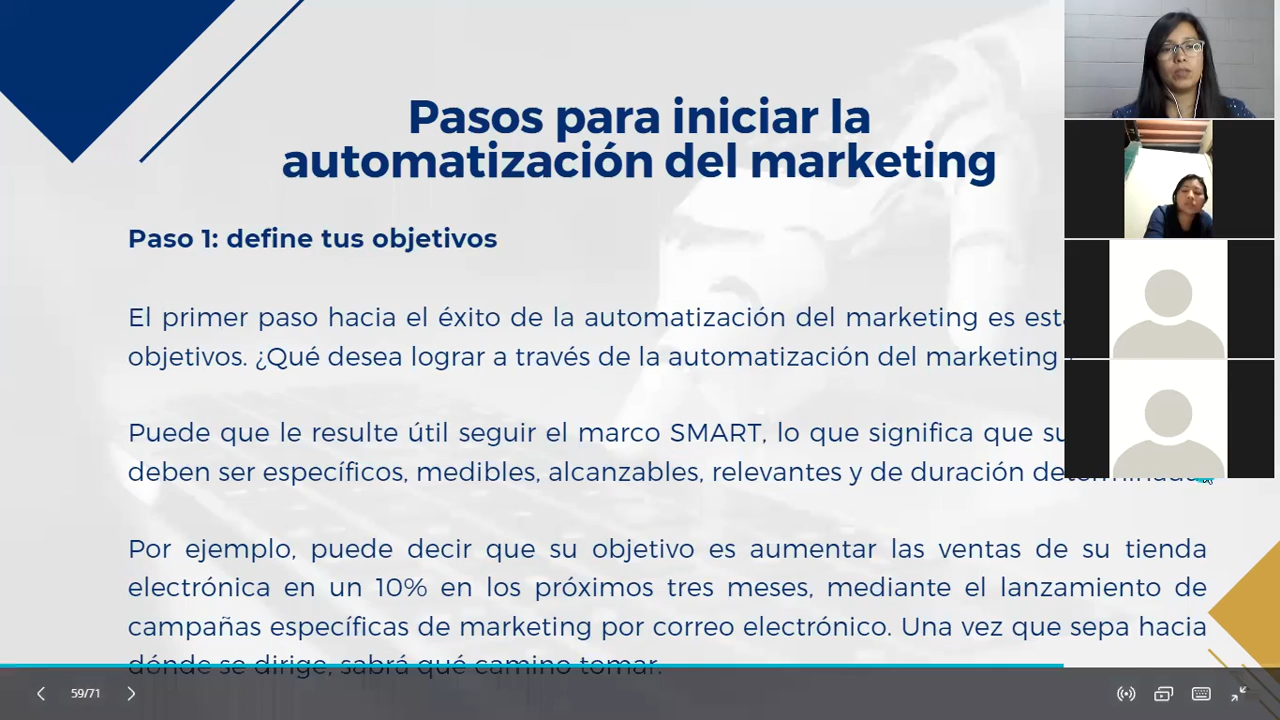 Pasos para iniciar la
automatización del marketing
Paso 1: define tus objetivos
El primer paso hacia el éxito de la automatización del marketing es
objetivos. ¿Qué desea lograr a través de la automatización del marketing
Puede que le resulte útil seguir el marco SMART, lo que significa que
deben ser específicos, medibles, alcanzables, relevantes y de duración
Por ejemplo, puede decir que su objetivo es aumentar las ventas de su tienda
electrónica en un 10% en los próximos tres meses, mediante el lanzamiento de
campañas específicas de marketing por correo electrónico. Una vez que sepa hacia
dónde se dirige, sabrá qué camino tomar.
59/71